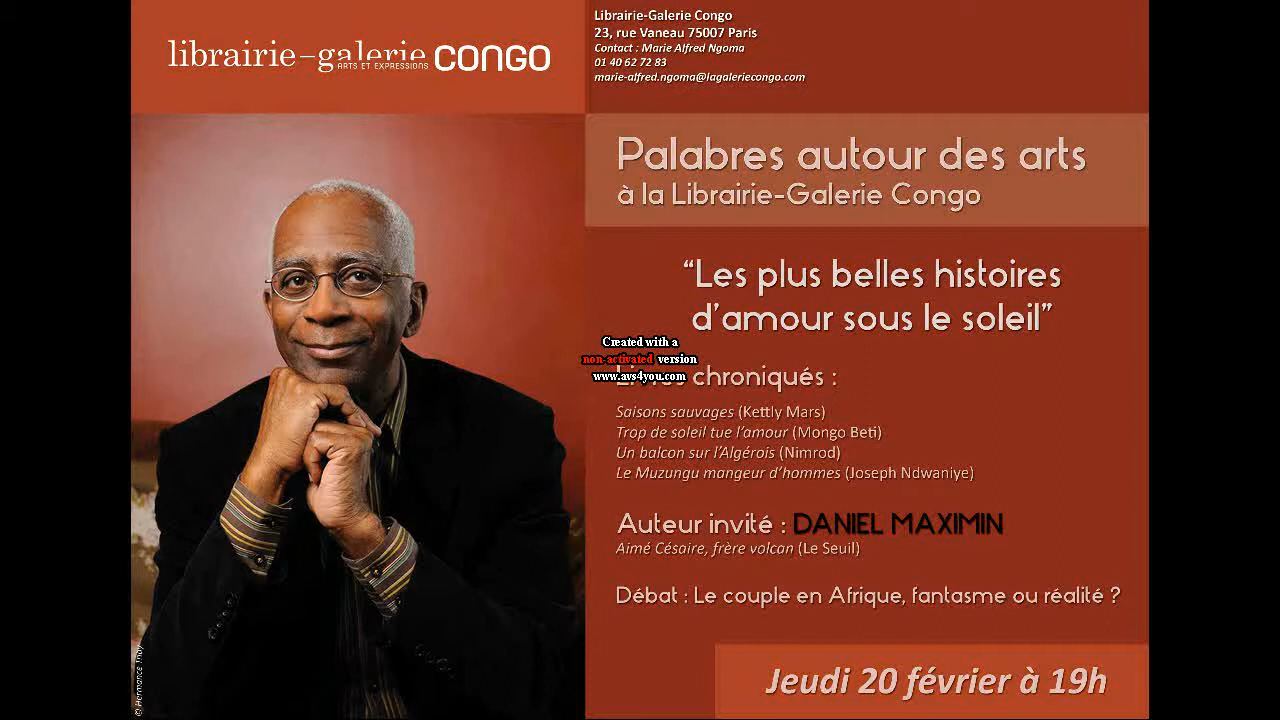 librairie-galerie CONGO
ARTS ET EXPRESSIONS
Librairie-Galerie Congo
23, rue Vaneau 75007 Paris
Contact : Marie Alfred Ngoma
01 40 62 72 83
marie-alfred.ngoma@lagaleriecongo.com
Palabres autour des arts
à la Librairie-Galerie Congo
“Les plus belles histoires
d’amour sous le soleil”
Created with a
non-activated version
www.avs4you.com
chroniqués :
Saisons sauvages (Kettly Mars)
Trop de soleil tue l’amour (Mongo Beti)
Un balcon sur l’Algérois (Nimrod)
Le Muzungu mangeur d’hommes (Joseph Ndwaniye)
Auteur invité : DANIEL MAXIMIN
Aimé Césaire, frère volcan (Le Seuil)
Débat : Le couple en Afrique, fantasme ou réalité ?
Jeudi 20 février à 19h
© Hermance